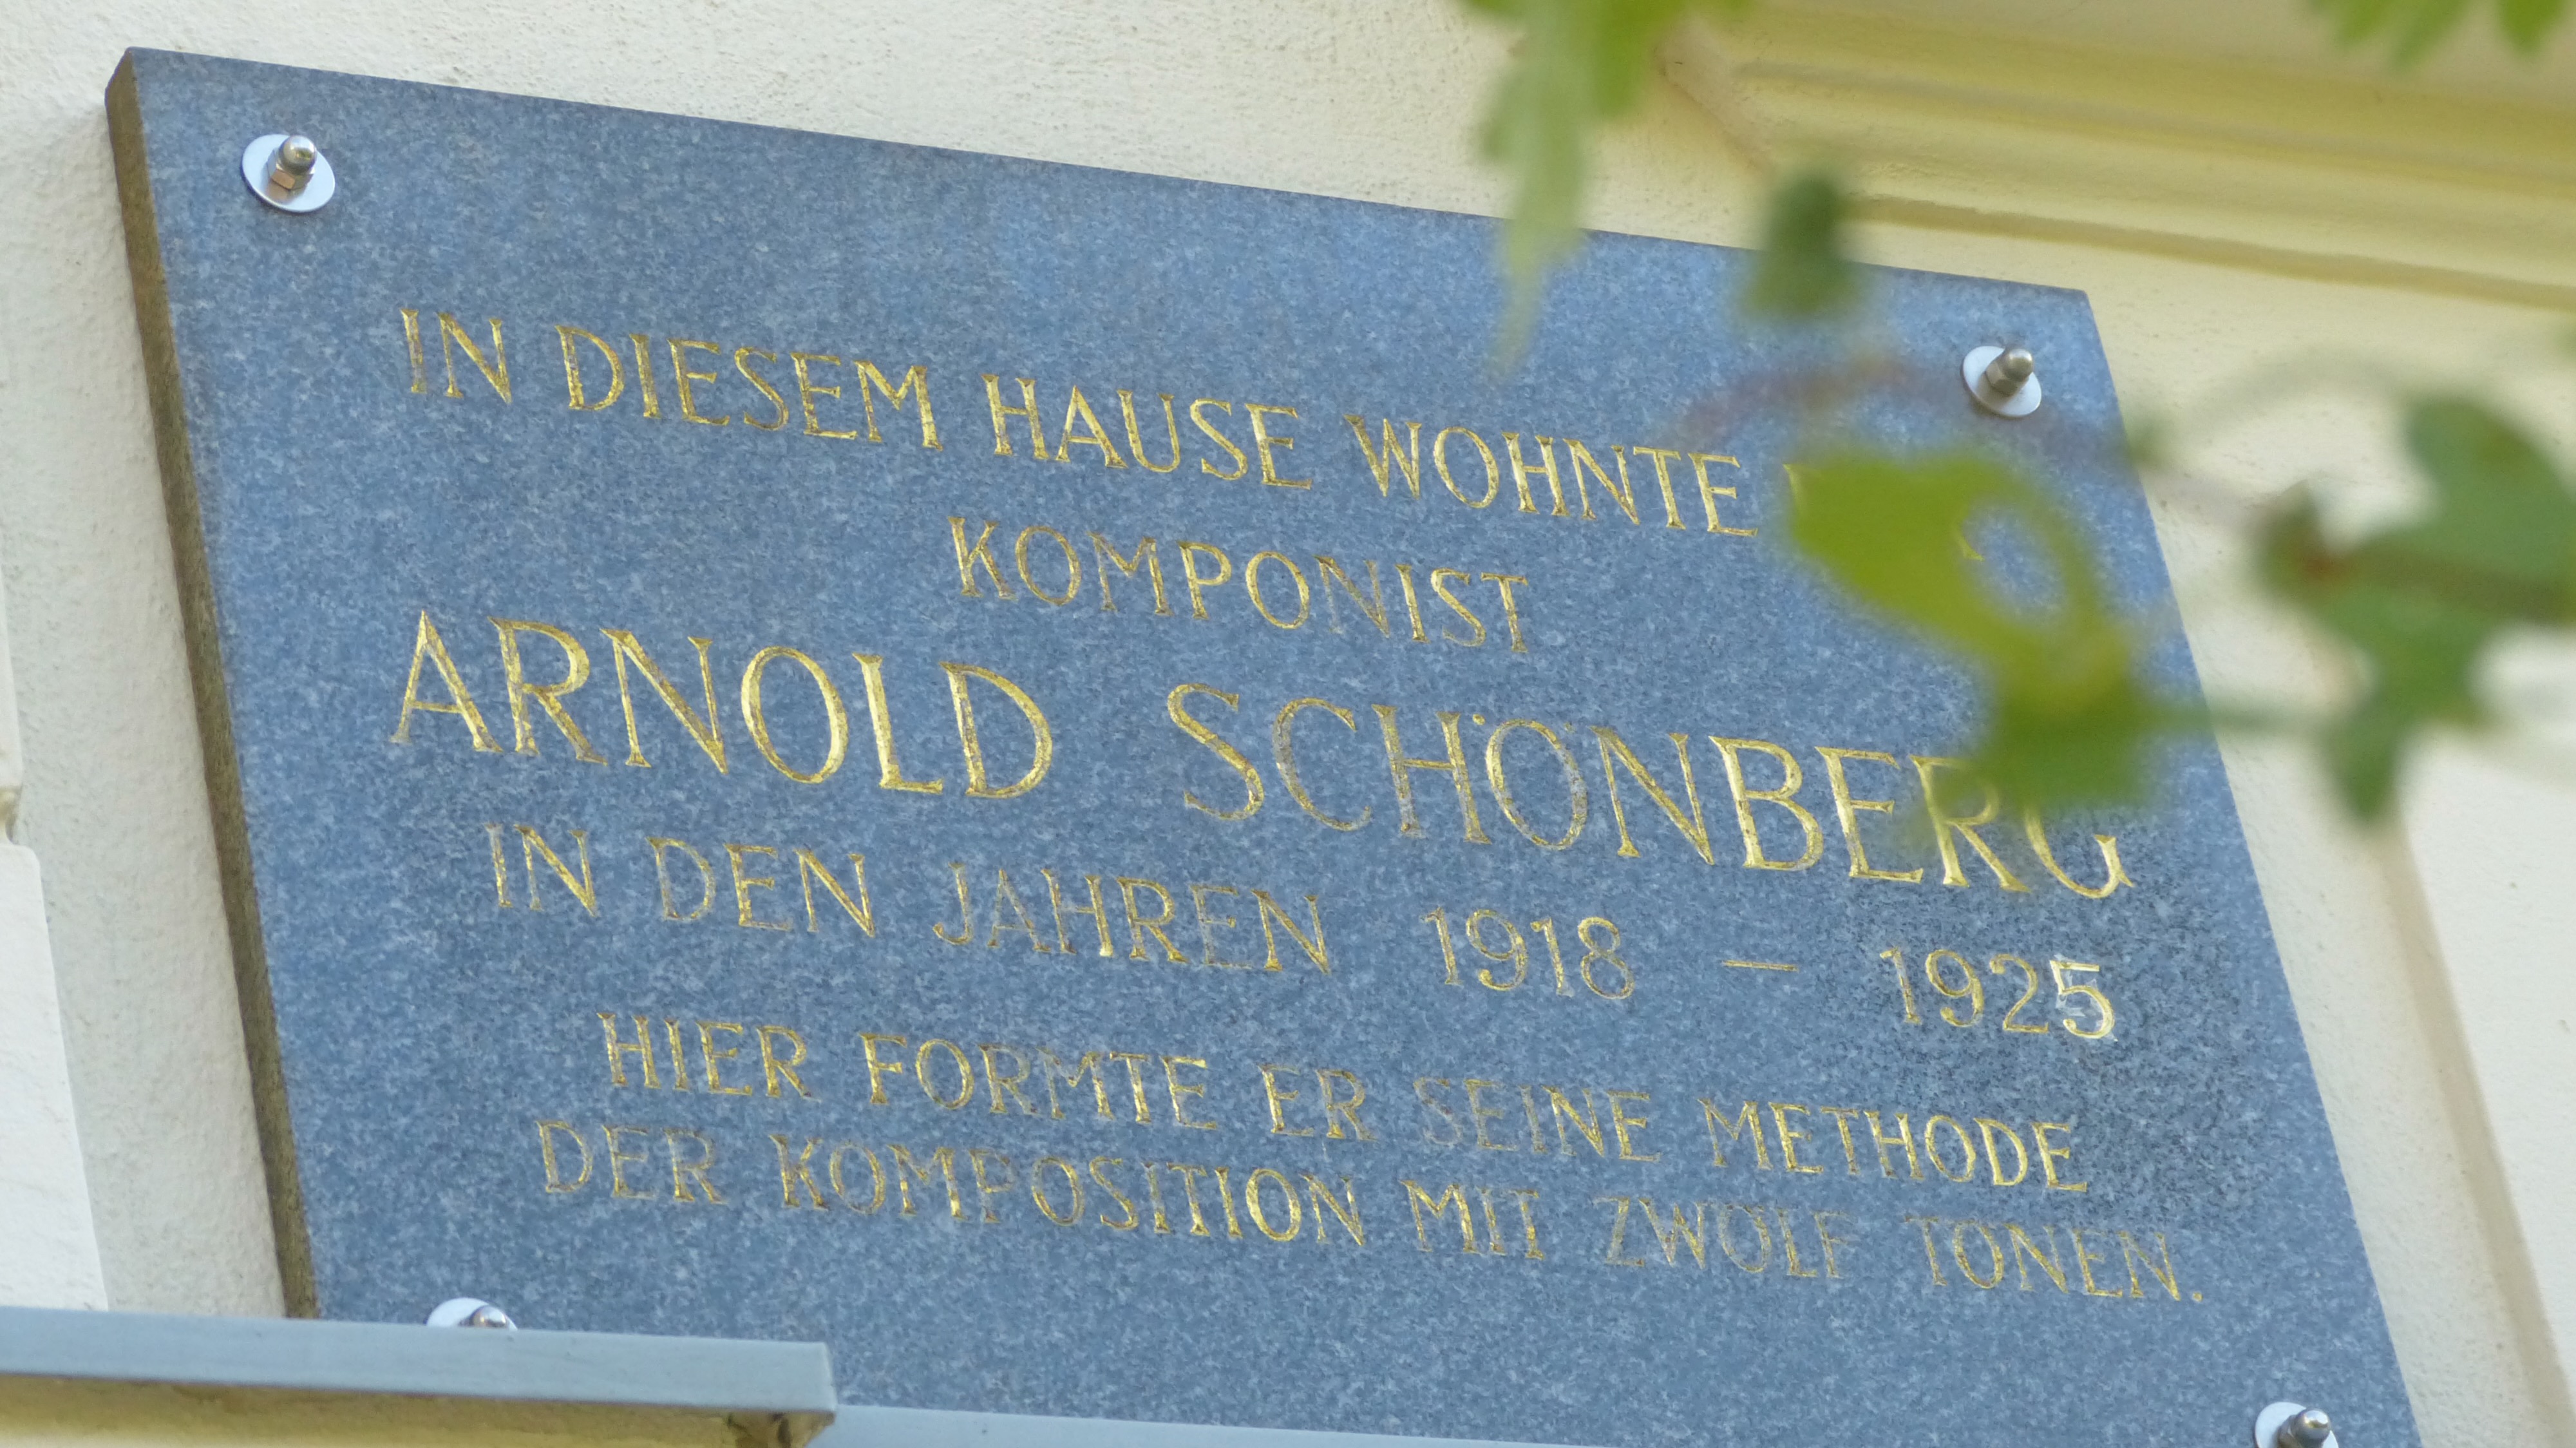 IN DIESEM HAUSE WOHNTE
KOMPONIST
ARNOLD SCHÖNBERG
IN DEN JAHREN 1918 — 1925
HIER FORMTE ER SEINE METHODE
DER KOMPOSITION MIT ZWÖLF TÖNEN.